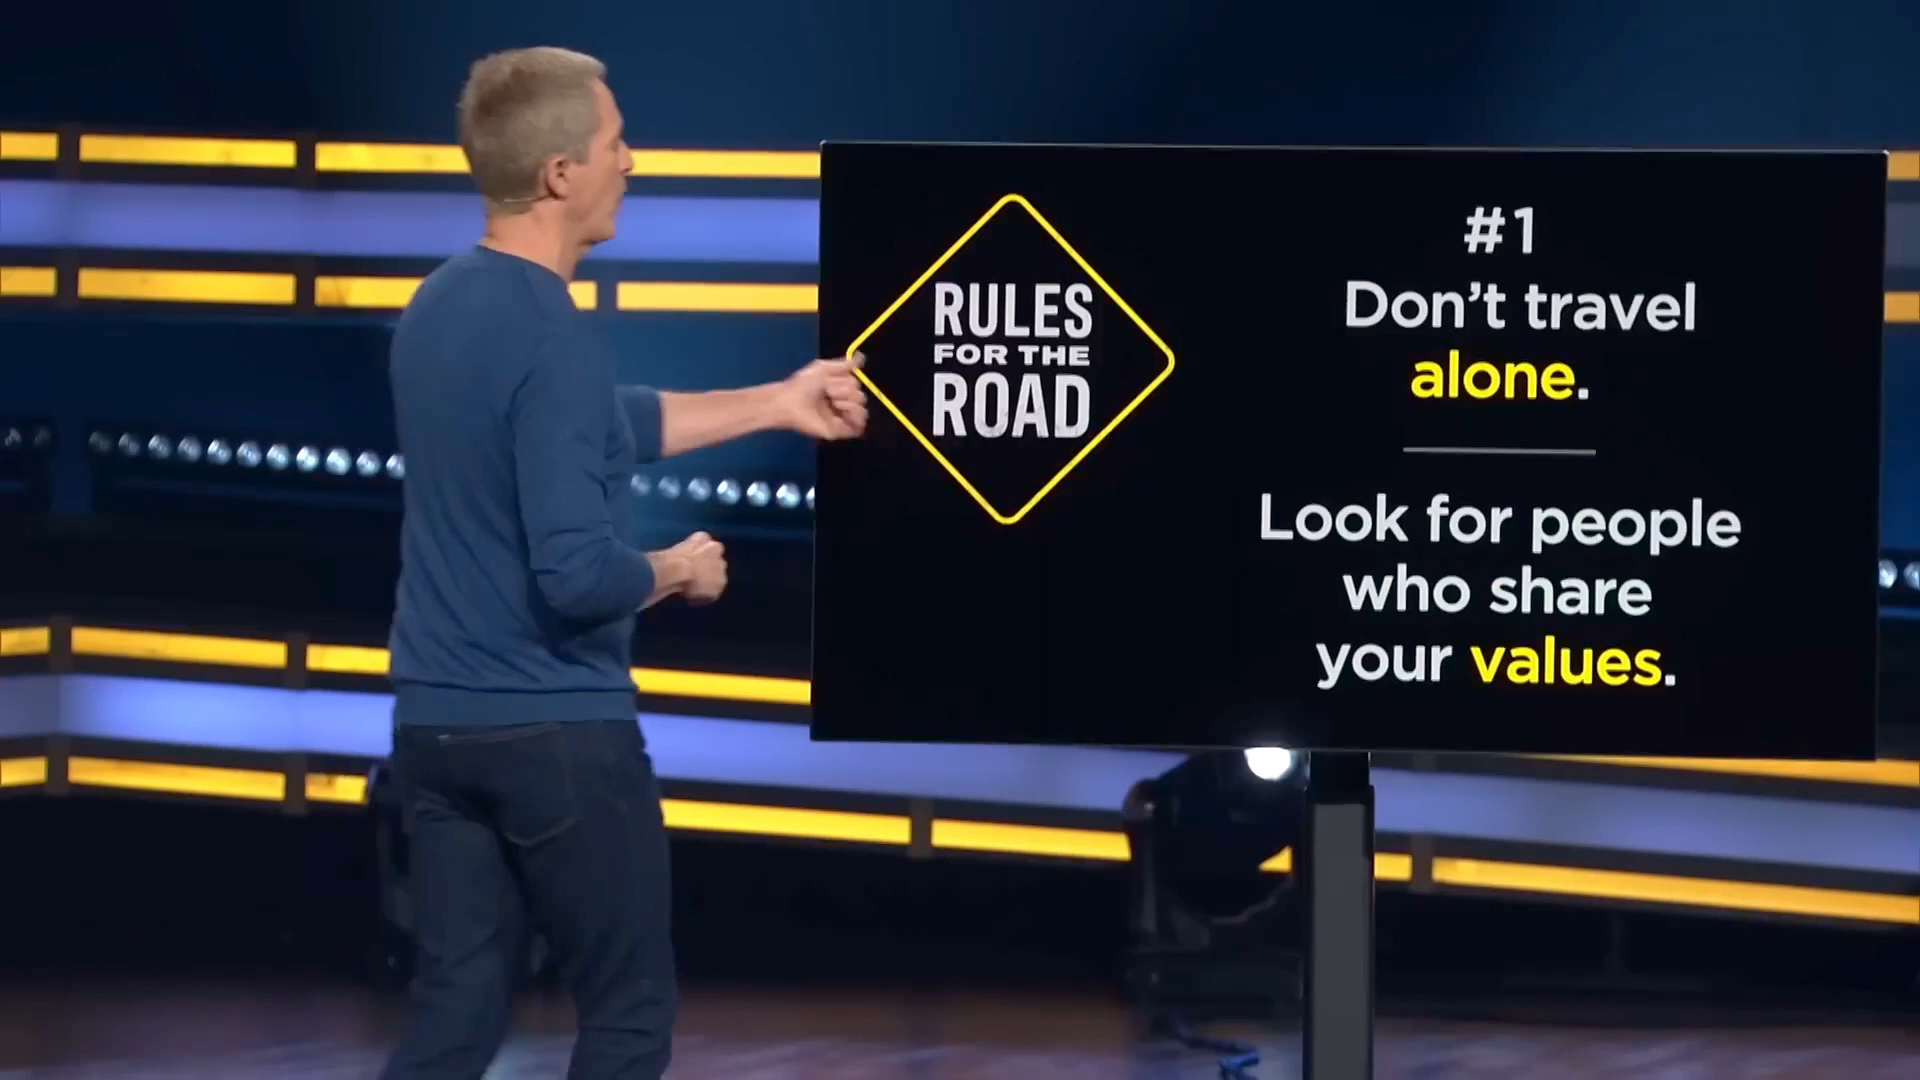 RULES
FOR THE
ROAD
#1
Don't travel
alone.
Look for people
who share
your values.